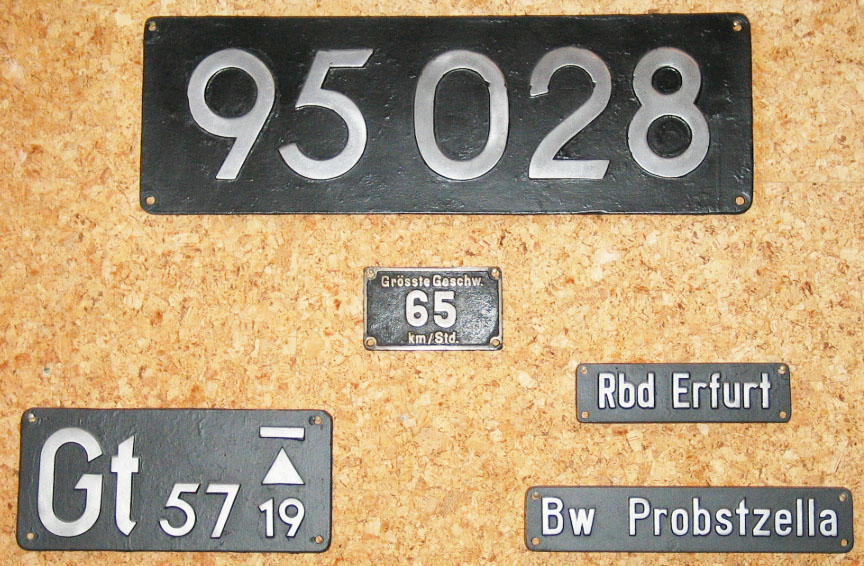 95 028
Grösste Geschw.
65
km/Std.
Rbd Erfurt
Gt 57 19
Bw Probstzella